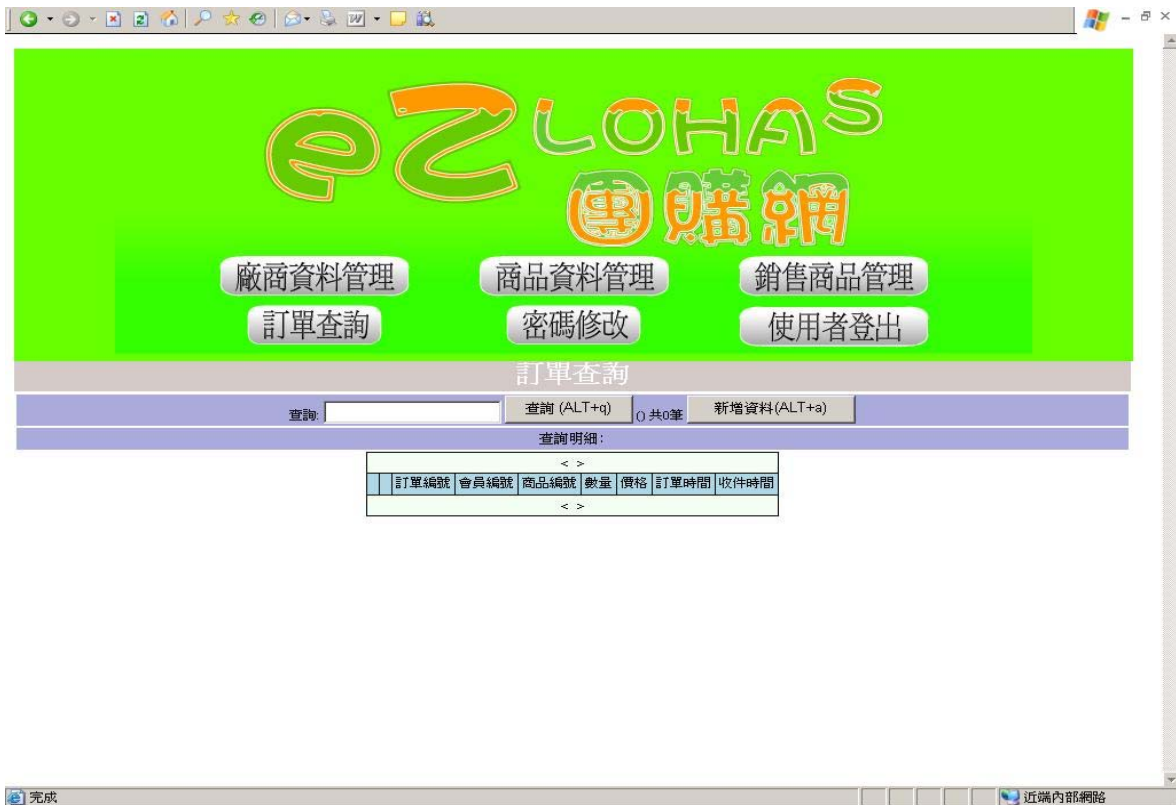 eZ LOHAS
團購網
廠商資料管理 商品資料管理 銷售商品管理
訂單查詢 密碼修改 使用者登出
訂單查詢
查詢: 查詢 (ALT+q) () 共0筆 新增資料(ALT+a)
查詢明細:
< >
訂單編號 會員編號 商品編號 數量 價格 訂單時間 收件時間
< >
完成 近端內部網路